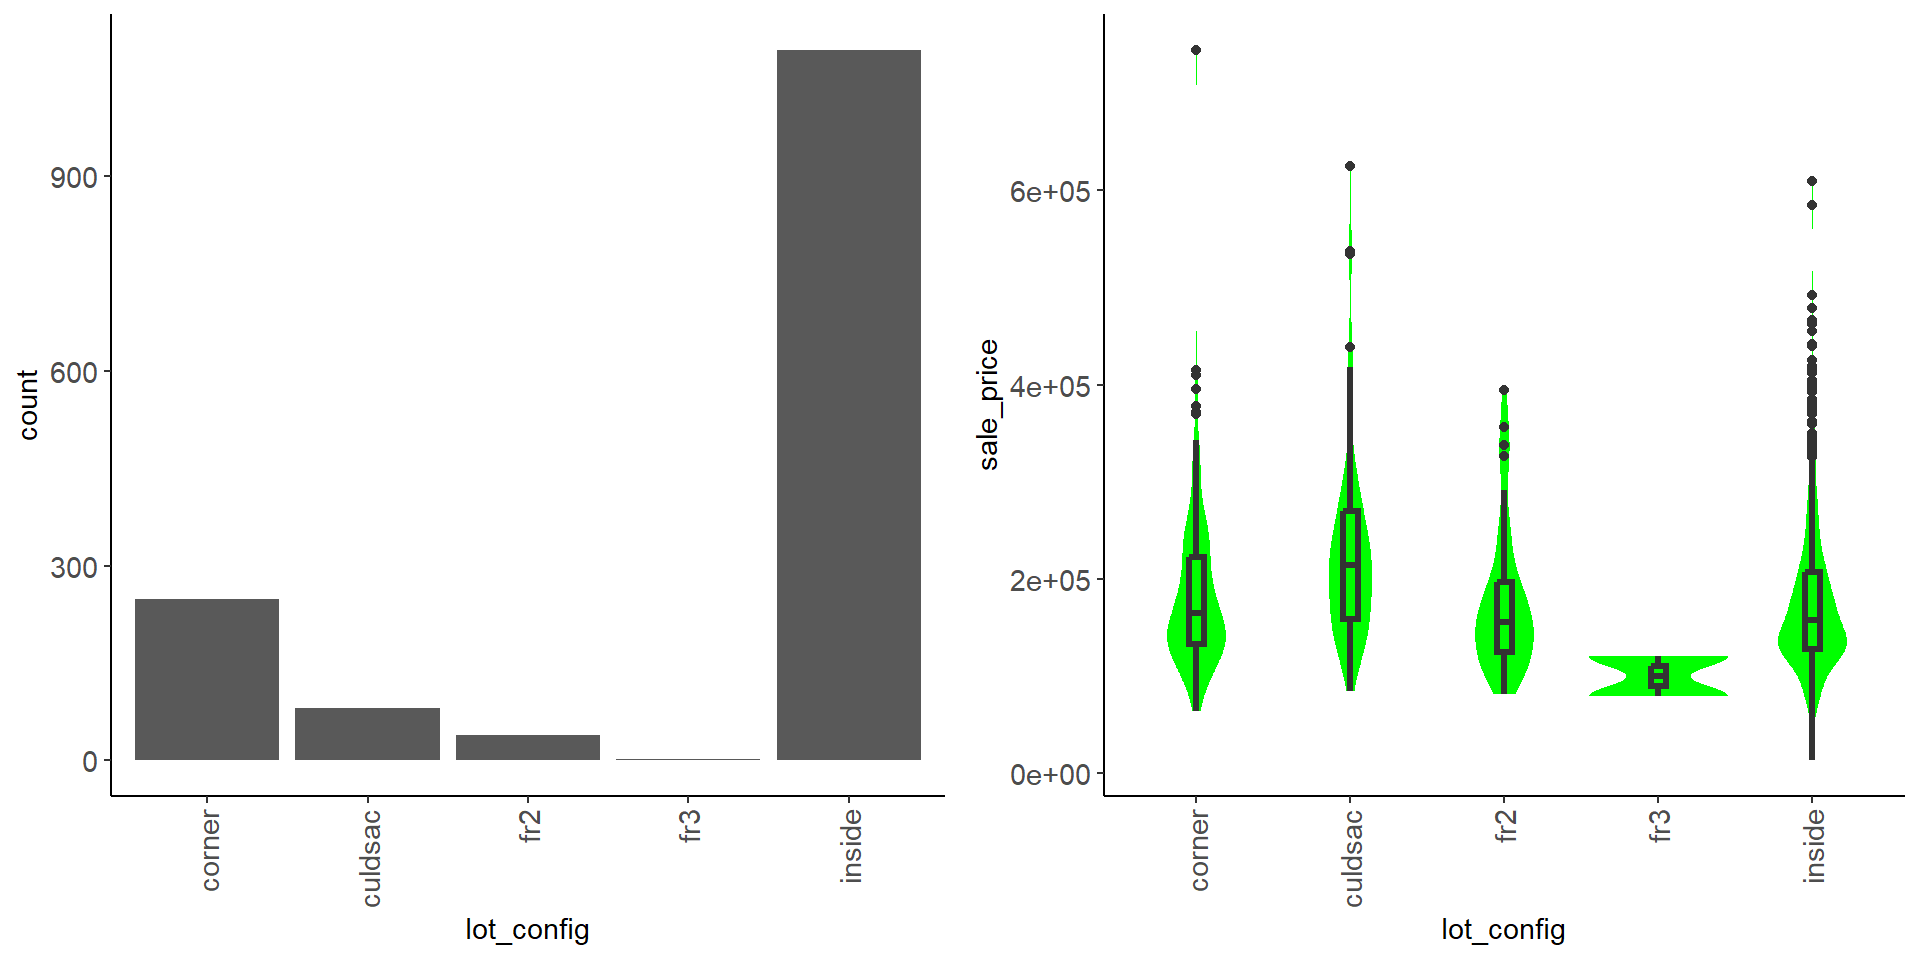 count
900
600
300
0
corner
culdsac
fr2
fr3
inside
lot_config
sale_price
6e+05
4e+05
2e+05
0e+00
corner
culdsac
fr2
fr3
inside
lot_config